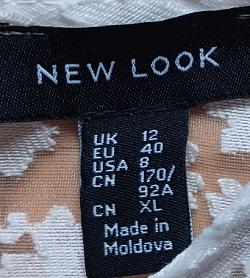 NEW LOOK
UK 12
EU 40
USA 8
CN 170/
92A
CN XL
Made in
Moldova